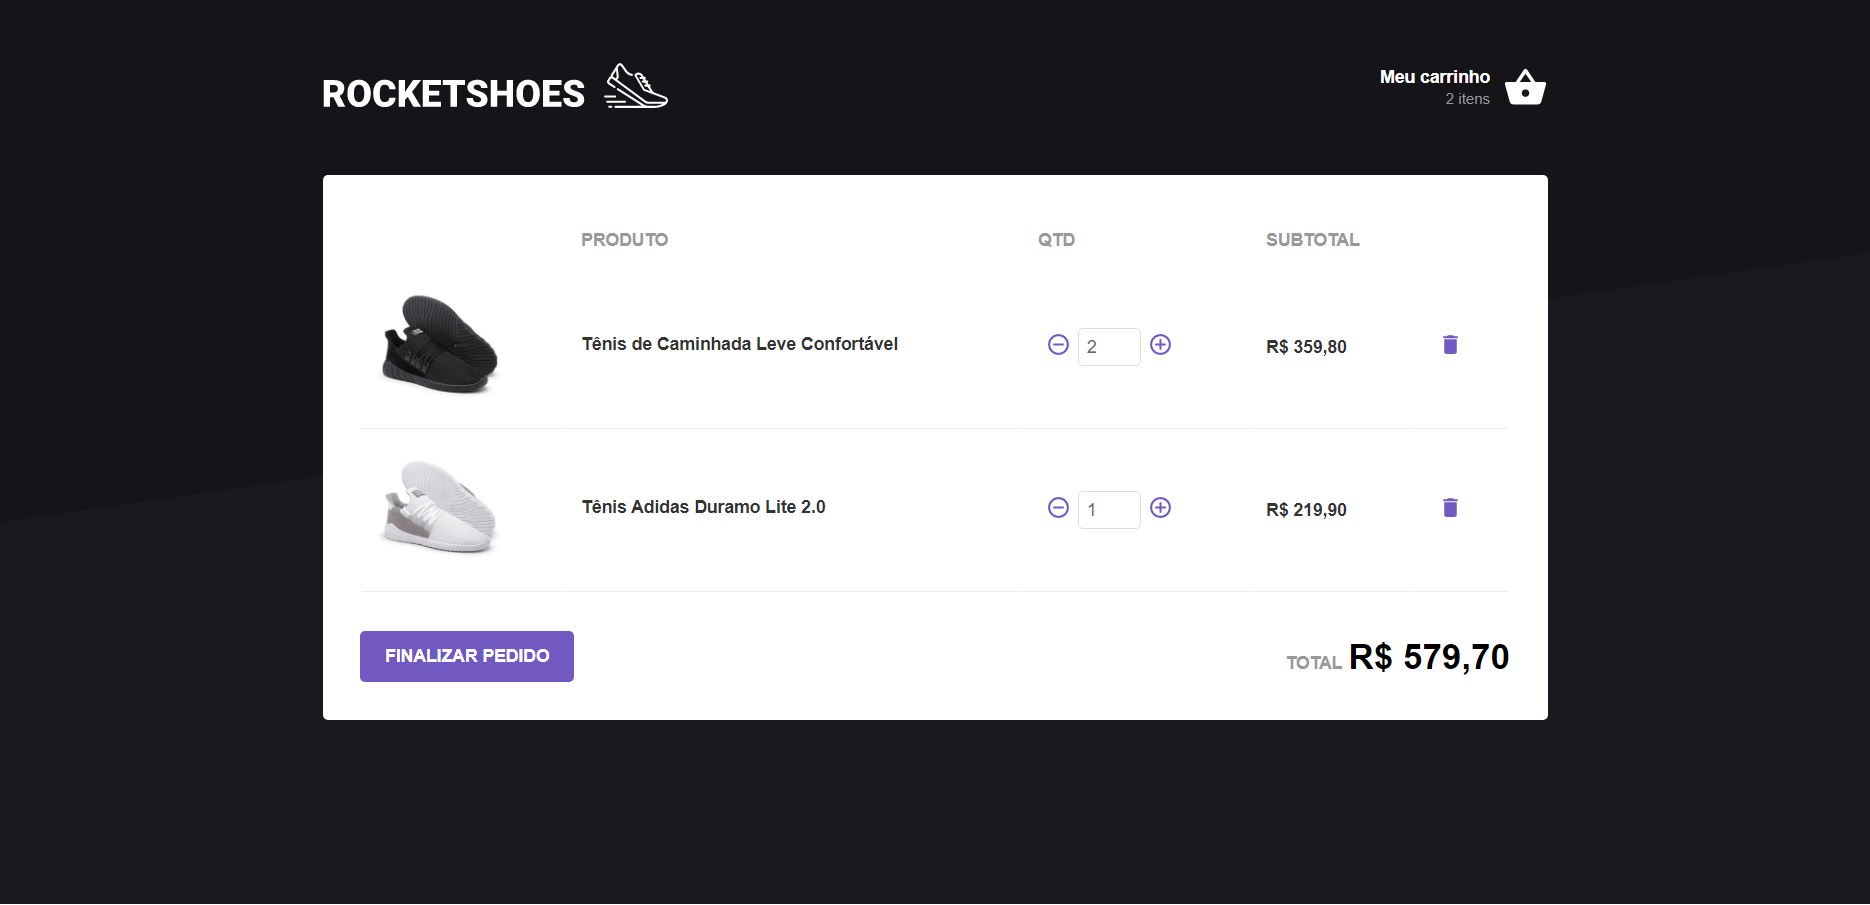 ROCKETSHOES
Meu carrinho
2 itens
PRODUTO QTD SUBTOTAL
Tênis de Caminhada Leve Confortável 2 R$ 359,80
Tênis Adidas Duramo Lite 2.0 1 R$ 219,90
FINALIZAR PEDIDO TOTAL R$ 579,70